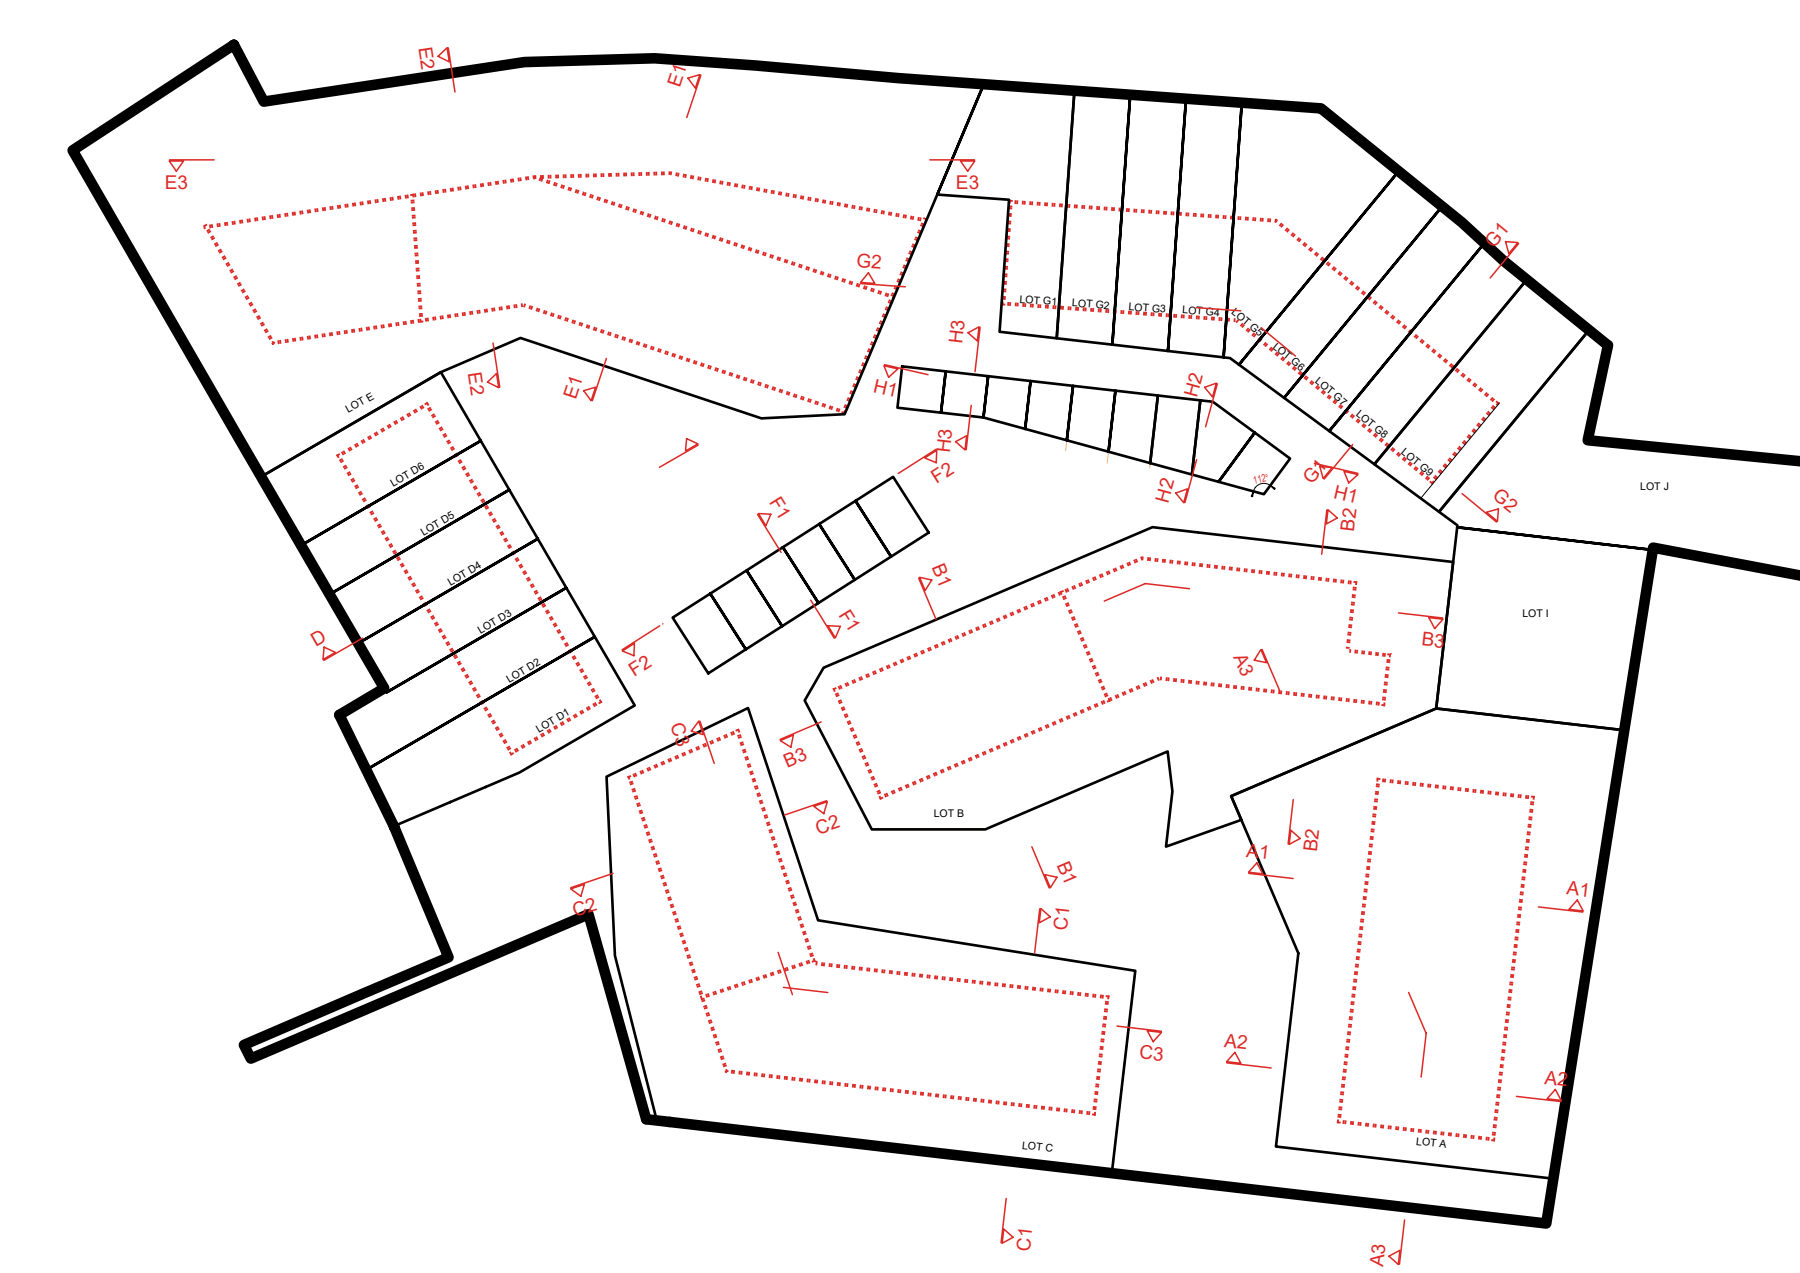 E2
E1
E3
E3
G1
G2
LOT G1
LOT G2
LOT G3
LOT G4
LOT G5
LOT G6
LOT G7
LOT G8
LOT G9
H3
H1
H2
E2
E1
LOT E
H3
F2
H2
112°
G1
H1
G2
LOT J
B2
LOT D6
LOT D5
LOT D4
LOT D3
LOT D2
LOT D1
F1
F1
F2
D
B1
LOT I
B3
A3
C3
B3
C2
LOT B
B2
A1
A1
B1
C2
C1
A2
C3
A2
LOT A
LOT C
C1
A3